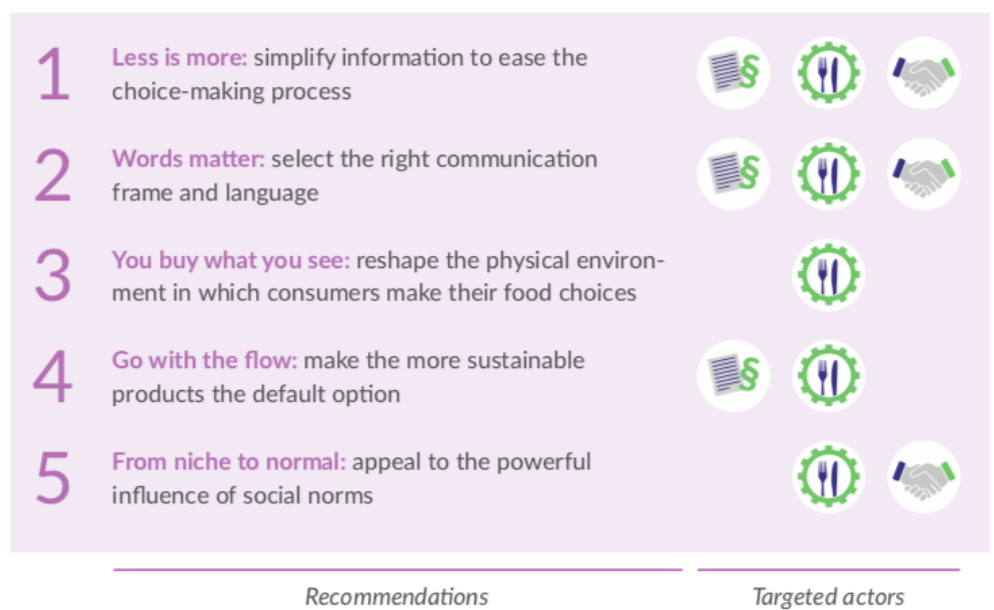 1
Less is more: simplify information to ease the
choice-making process
§
2
Words matter: select the right communication
frame and language
§
3
You buy what you see: reshape the physical environ-
ment in which consumers make their food choices
4
Go with the flow: make the more sustainable
products the default option
§
5
From niche to normal: appeal to the powerful
influence of social norms
Recommendations
Targeted actors